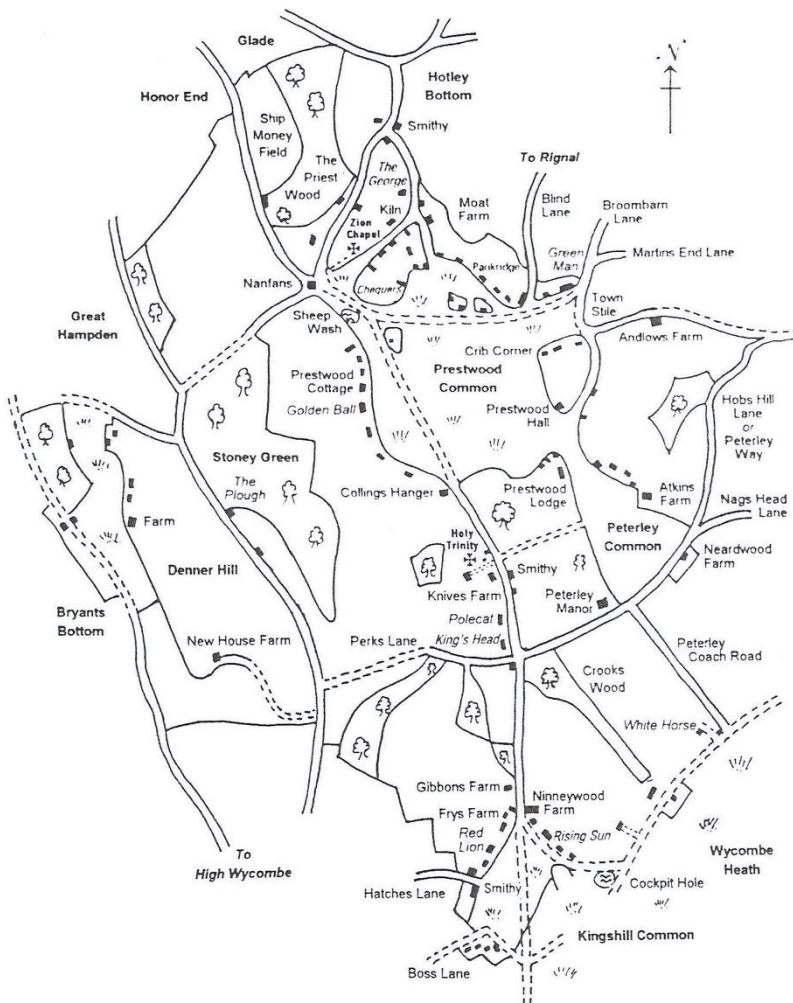 Glade
Hotley
Bottom
N
Honor End
Smithy
Ship
Money
Field
The
Priest
Wood
The
George
To Rignal
Kiln
Moat
Farm
Blind
Lane
Broombarn
Lane
Zion
Chapel
Green
Man
Martins End Lane
Pankridge
Nanfans
Chequers
Town
Stile
Great
Hampden
Sheep
Wash
Andlows Farm
Crib Corner
Prestwood
Cottage
Prestwood
Common
Golden Ball
Prestwood
Hall
Hobs Hill
Lane
or
Peterley
Way
Stoney Green
The
Plough
Collings Hanger
Prestwood
Lodge
Atkins
Farm
Nags Head
Lane
Farm
Holy
Trinity
Peterley
Common
Denner Hill
Smithy
Neardwood
Farm
Knives Farm
Peterley
Manor
Bryants
Bottom
Polecat
New House Farm
Perks Lane
King's Head
Peterley
Coach Road
Crooks
Wood
White Horse
Gibbons Farm
Ninneywood
Farm
Frys Farm
Red
Lion
Rising Sun
Wycombe
Heath
To
High Wycombe
Hatches Lane
Smithy
Cockpit Hole
Kingshill Common
Boss Lane